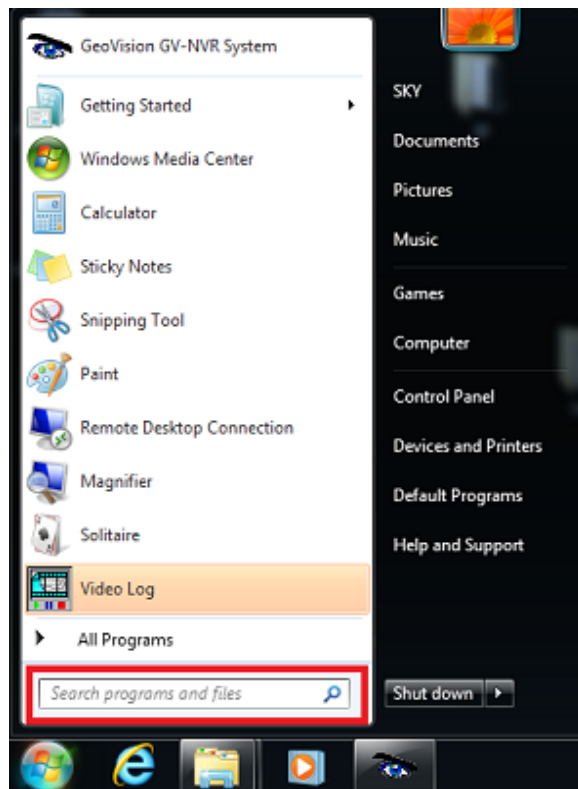 GeoVision GV-NVR System
Getting Started
Windows Media Center
Calculator
Sticky Notes
Snipping Tool
Paint
Remote Desktop Connection
Magnifier
Solitaire
Video Log
All Programs
Search programs and files
SKY
Documents
Pictures
Music
Games
Computer
Control Panel
Devices and Printers
Default Programs
Help and Support
Shut down